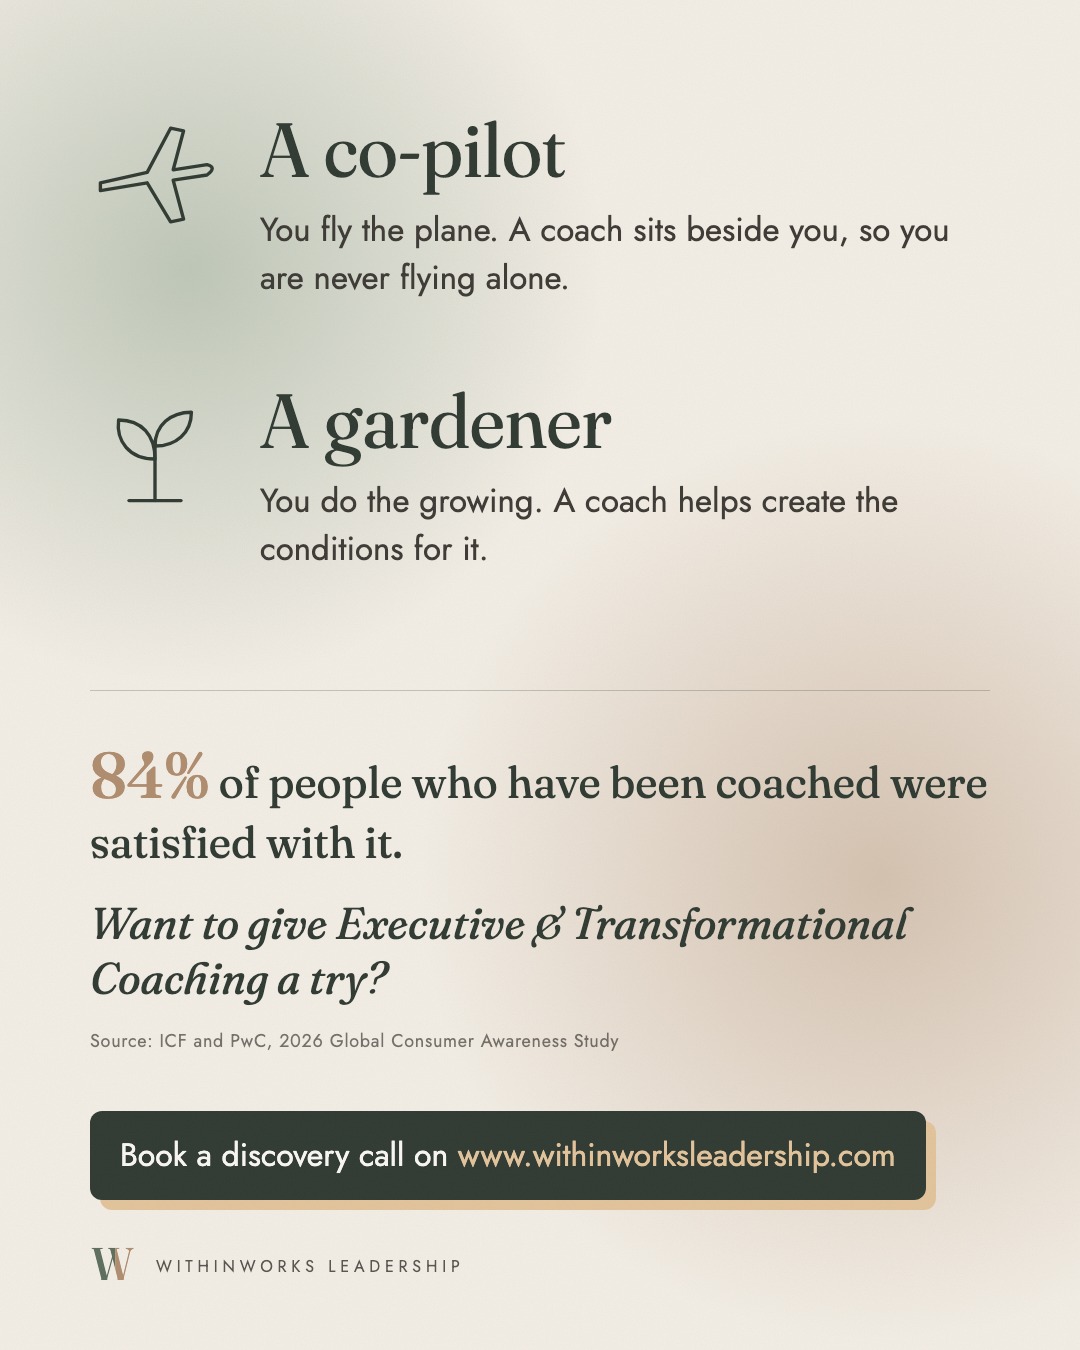 A co-pilot
You fly the plane. A coach sits beside you, so you
are never flying alone.
A gardener
You do the growing. A coach helps create the
conditions for it.
84% of people who have been coached were
satisfied with it.
Want to give Executive & Transformational
Coaching a try?
Source: ICF and PwC, 2026 Global Consumer Awareness Study
Book a discovery call on www.withinworksleadership.com
W WITHINWORKS LEADERSHIP